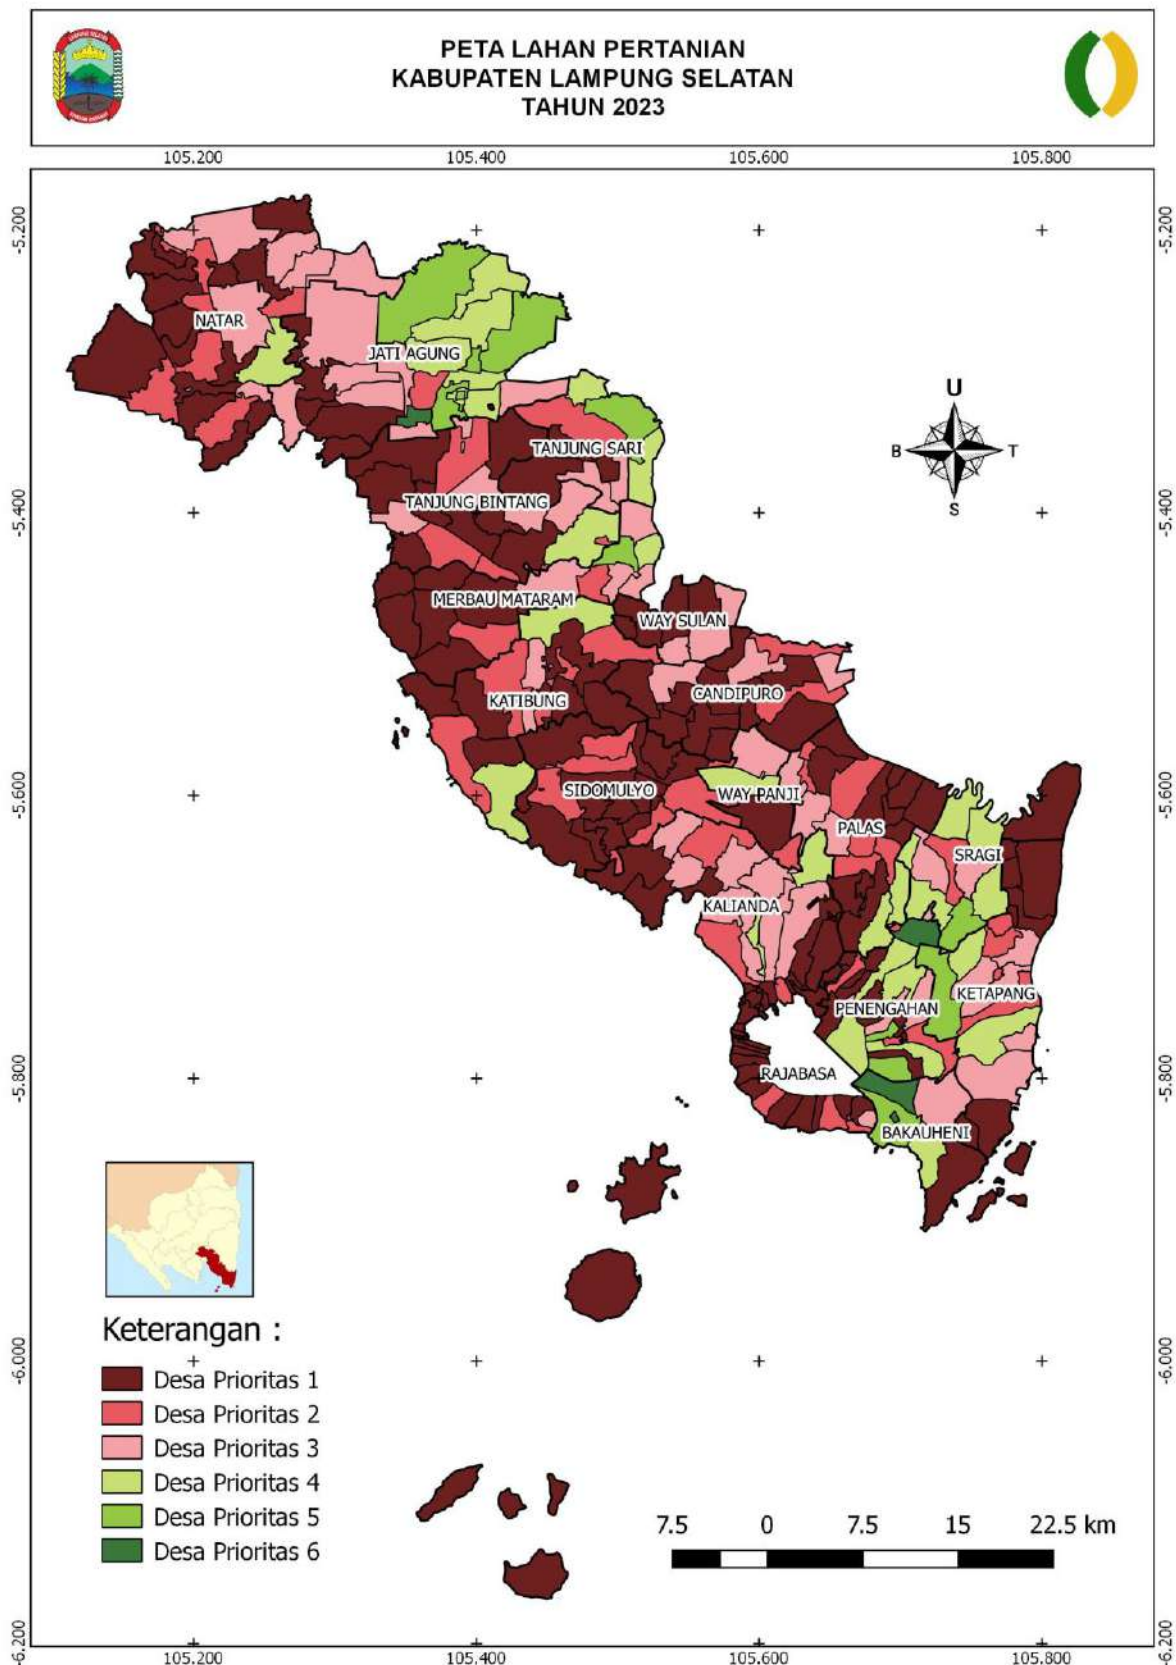 PETA LAHAN PERTANIAN
KABUPATEN LAMPUNG SELATAN
TAHUN 2023
105.200 105.400 105.600 105.800
-5.200 -5.200
NATAR
JATI AGUNG
U
B T
S
TANJUNG SARI
TANJUNG BINTANG
-5.400 -5.400
MERBAU MATARAM
WAY SULAN
KATIBUNG
CANDIPURO
SIDOMULYO
WAY PANJI
-5.600 -5.600
PALAS
SRAGI
KALIANDA
KETAPANG
PENENGAHAN
RAJABASA
-5.800 -5.800
BAKAUHENI
Keterangan :
-6.000 -6.000
Desa Prioritas 1
Desa Prioritas 2
Desa Prioritas 3
Desa Prioritas 4
Desa Prioritas 5
Desa Prioritas 6
7.5 0 7.5 15 22.5 km
-6.200 -6.200
105.200 105.400 105.600 105.800